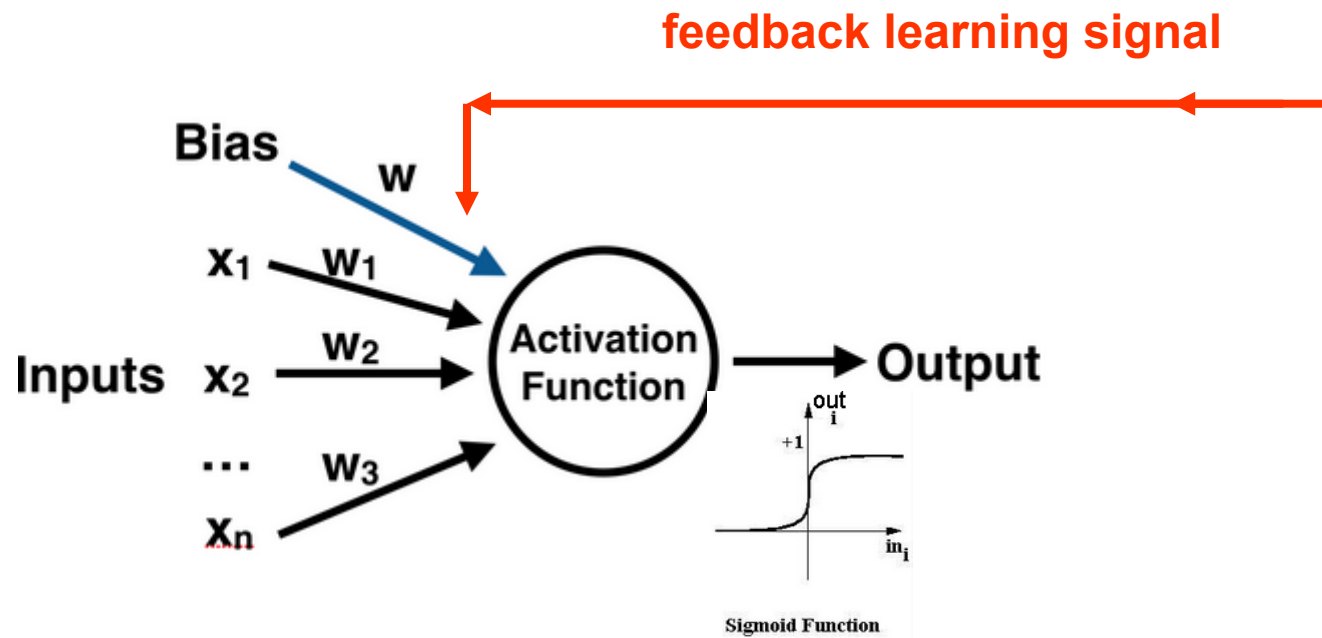 feedback learning signal
Bias
w
x1
w1
Inputs
x2
w2
Activation
Function
Output
...
w3
xn
out
i
+1
in i
Sigmoid Function